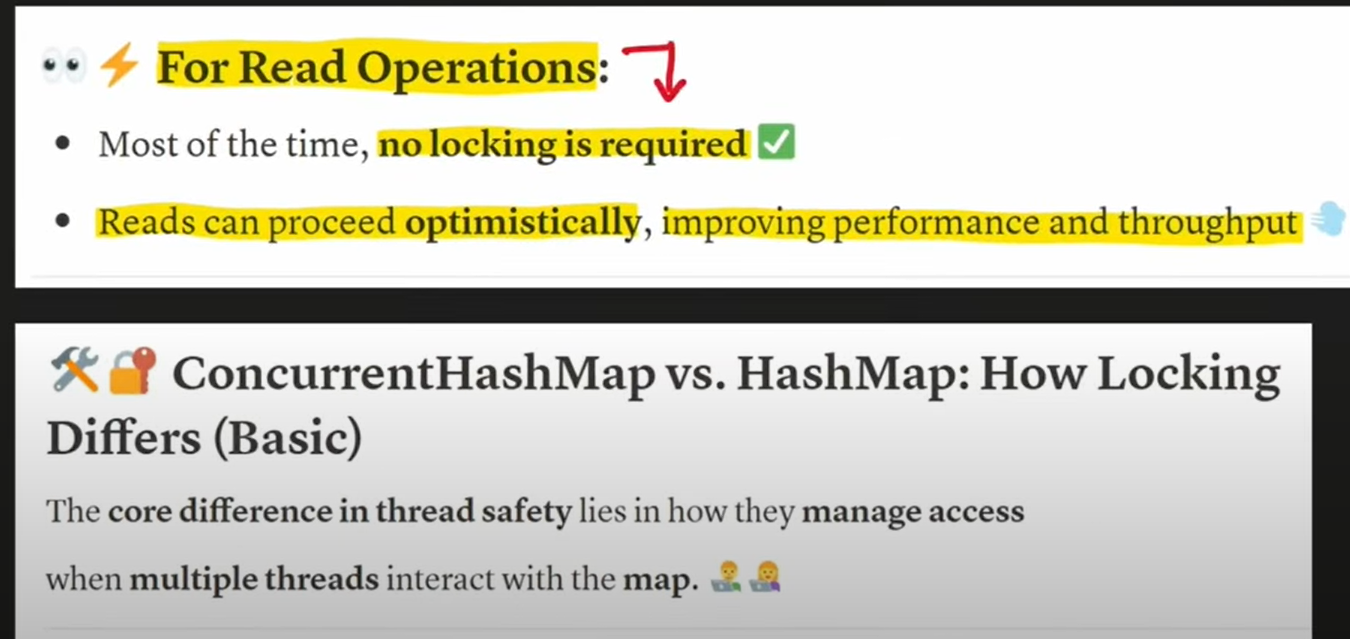 For Read Operations:
Most of the time, no locking is required
Reads can proceed optimistically, improving performance and throughput
ConcurrentHashMap vs. HashMap: How Locking
Differs (Basic)
The core difference in thread safety lies in how they manage access
when multiple threads interact with the map.